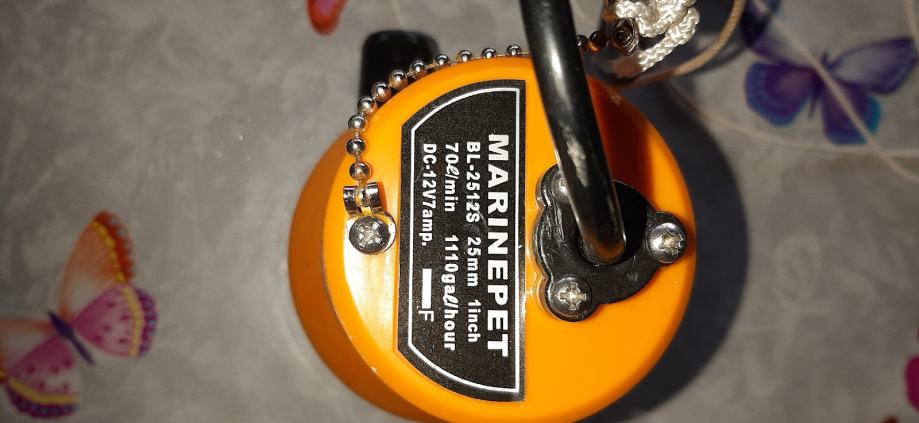 MARINEPET
BL-2512S 25mm 1inch
70ℓ/min 1110gaℓ/hour
DC-12V7amp. F